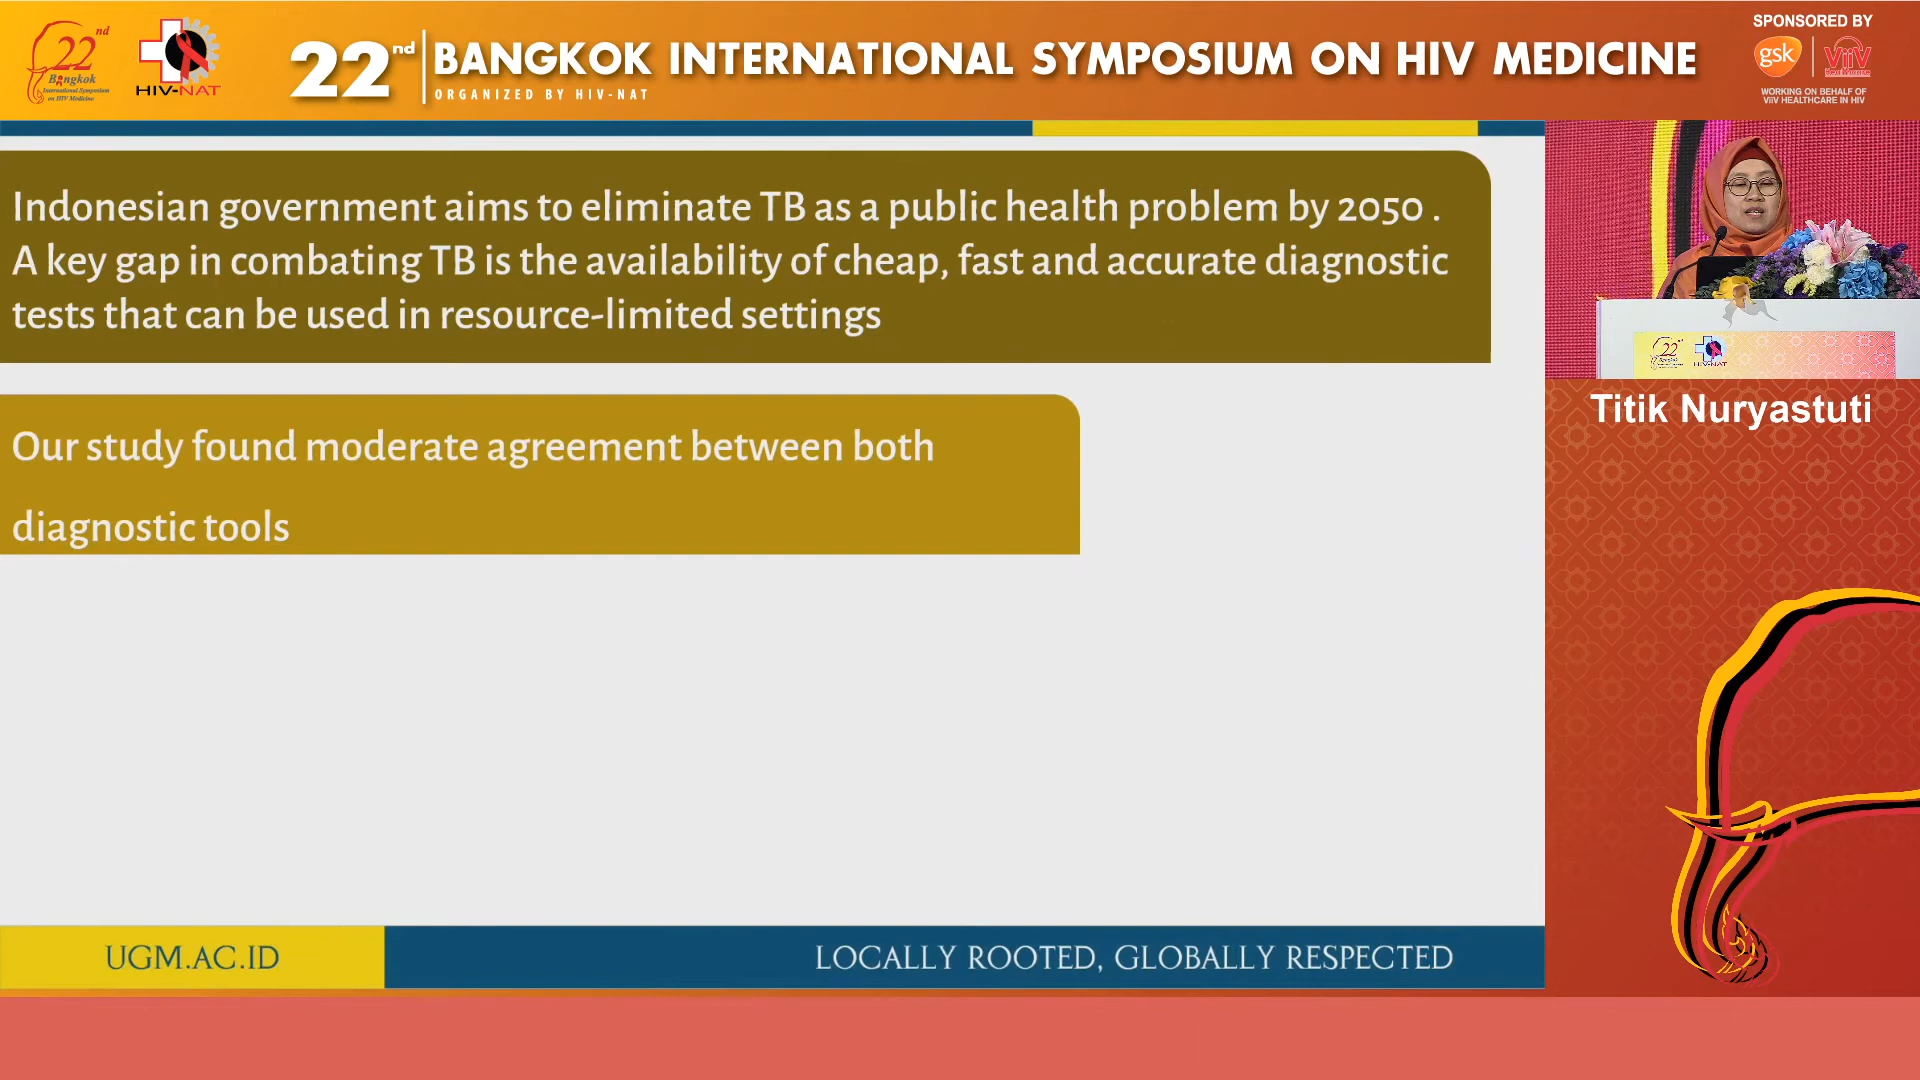 22nd
Bangkok
International Symposium
on HIV Medicine
HIV-NAT
22nd BANGKOK INTERNATIONAL SYMPOSIUM ON HIV MEDICINE
ORGANIZED BY HIV-NAT
SPONSORED BY
gsk
ViiV
Healthcare
WORKING ON BEHALF OF
ViiV HEALTHCARE IN HIV
Indonesian government aims to eliminate TB as a public health problem by 2050 .
A key gap in combating TB is the availability of cheap, fast and accurate diagnostic
tests that can be used in resource-limited settings
Our study found moderate agreement between both
diagnostic tools
22nd
HIV-NAT
Titik Nuryastuti
UGM.AC.ID
LOCALLY ROOTED, GLOBALLY RESPECTED